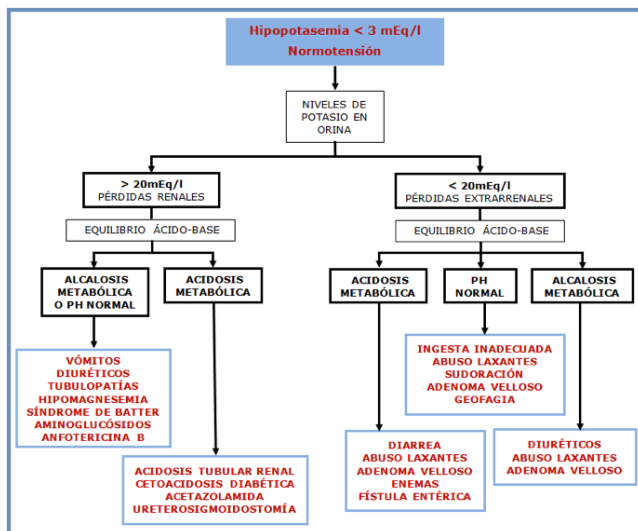 Hipopotasemia < 3 mEq/l
Normotensión
NIVELES DE
POTASIO EN
ORINA
> 20mEq/l
PÉRDIDAS RENALES
< 20mEq/l
PÉRDIDAS EXTRARRENALES
EQUILIBRIO ÁCIDO-BASE
EQUILIBRIO ÁCIDO-BASE
ALCALOSIS
METABÓLICA
O PH NORMAL
ACIDOSIS
METABÓLICA
ACIDOSIS
METABÓLICA
PH
NORMAL
ALCALOSIS
METABÓLICA
VÓMITOS
DIURÉTICOS
TUBULOPATÍAS
HIPOMAGNESEMIA
SÍNDROME DE BATTER
AMINOGLUCÓSIDOS
ANFOTERICINA B
INGESTA INADECUADA
ABUSO LAXANTES
SUDORACIÓN
ADENOMA VELLOSO
GEOFAGIA
ACIDOSIS TUBULAR RENAL
CETOACIDOSIS DIABÉTICA
ACETAZOLAMIDA
URETEROSIGMOIDOSTOMÍA
DIARREA
ABUSO LAXANTES
ADENOMA VELLOSO
ENEMAS
FÍSTULA ENTÉRICA
DIURÉTICOS
ABUSO LAXANTES
ADENOMA VELLOSO